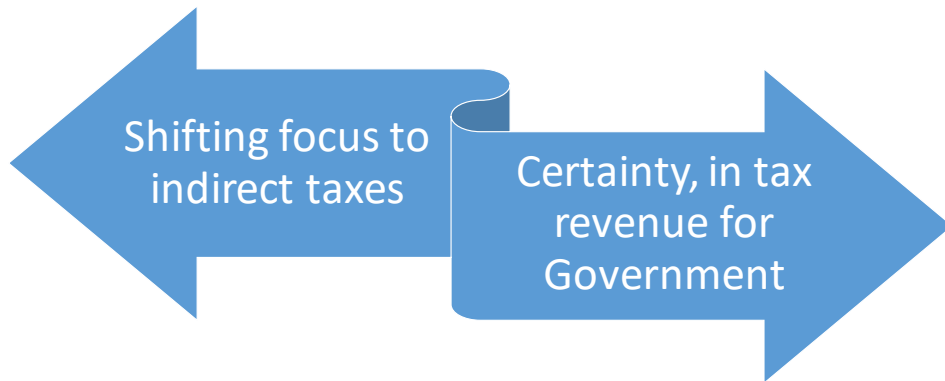 Shifting focus to
indirect taxes
Certainty, in tax
revenue for
Government